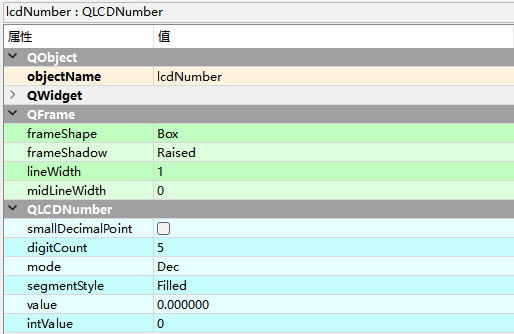 lcdNumber : QLCDNumber
属性 值
QObject
objectName lcdNumber
QWidget
QFrame
frameShape Box
frameShadow Raised
lineWidth 1
midLineWidth 0
QLCDNumber
smallDecimalPoint
digitCount 5
mode Dec
segmentStyle Filled
value 0.000000
intValue 0